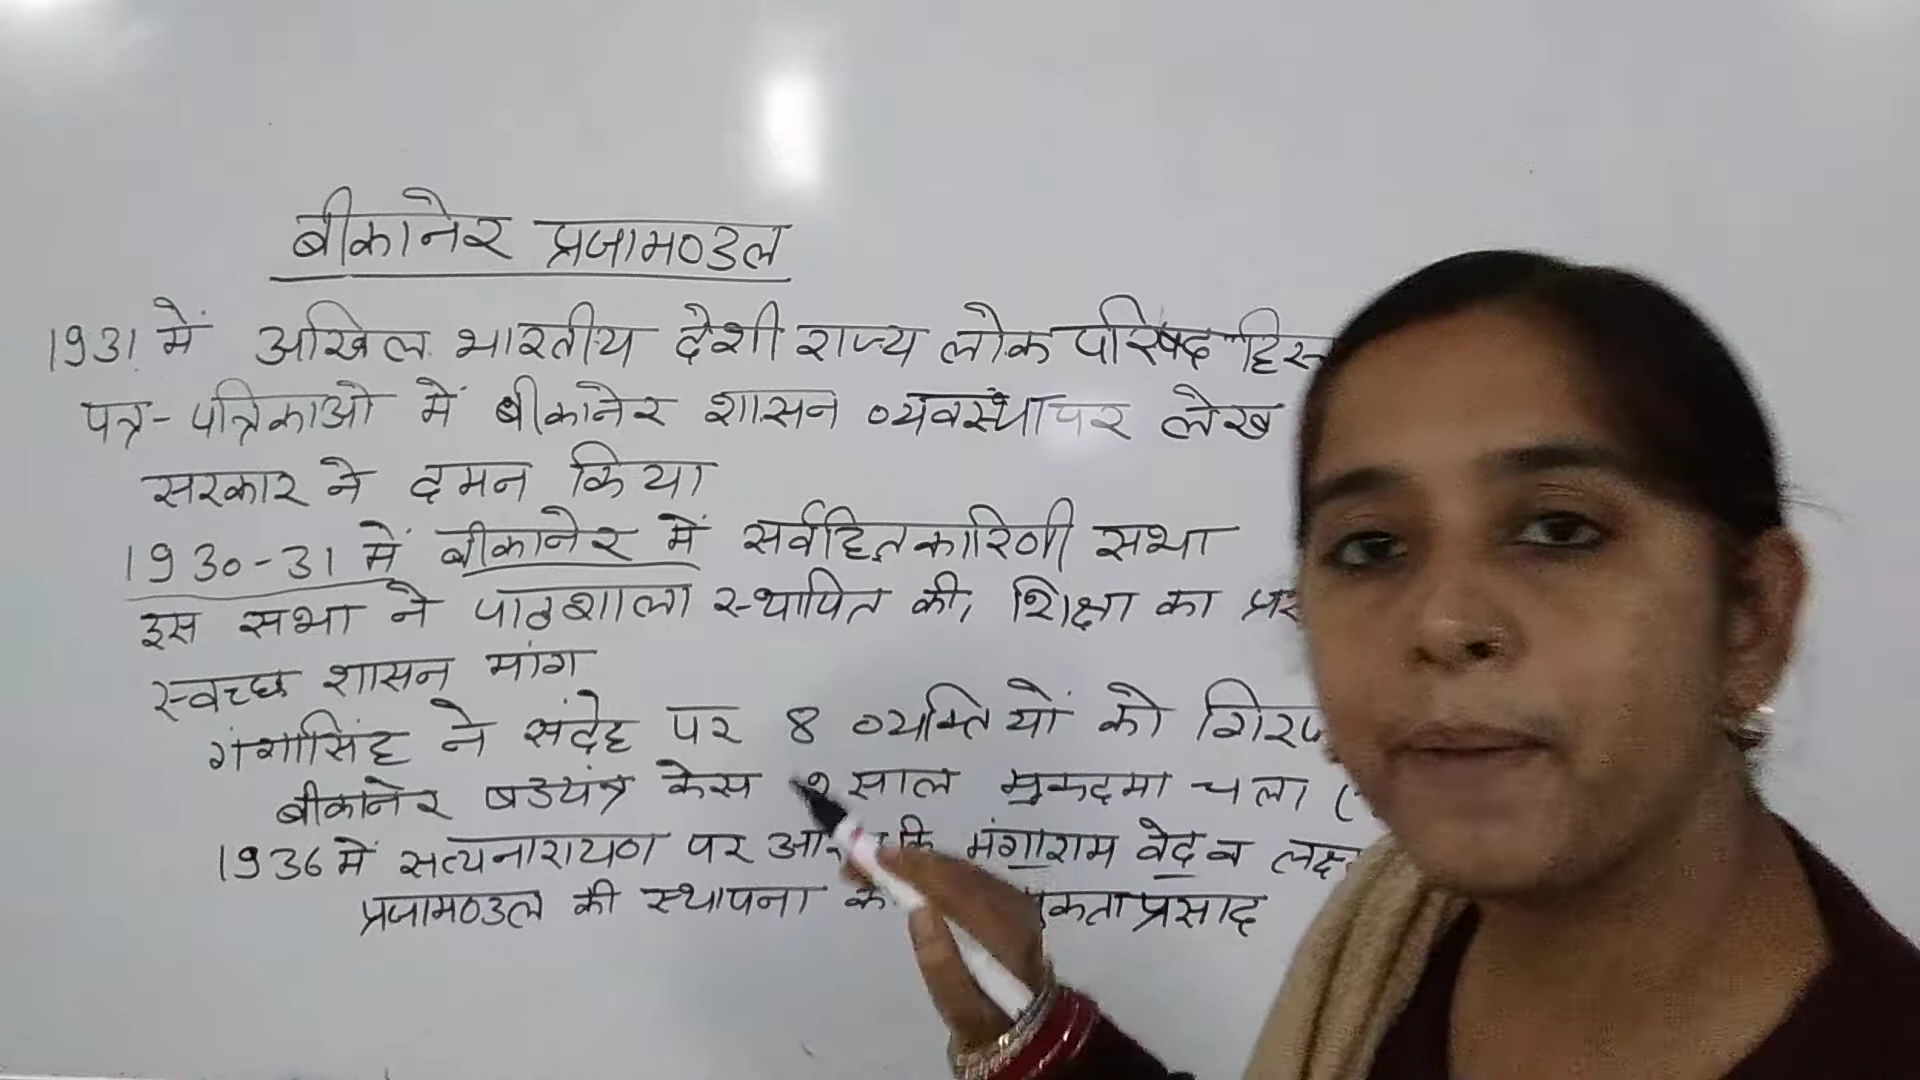 बीकानेर प्रजामण्डल
1931 में अखिल भारतीय देशी राज्य लोक परिषद
पत्र-पत्रिकाओ में बीकानेर शासन व्यवस्था पर लेख
सरकार ने दमन किया
1930-31 में बीकानेर में सर्वहितकारिणी सभा
इस सभा ने पाठशाला स्थापित की, शिक्षा का
स्वच्छ शासन मांग
गंगासिंह ने संदेह पर 8 व्यक्तियों को
बीकानेर षडयंत्र केस साल मुकदमा चला (
1936 में सत्यनारायण पर मंगाराम वेद व
प्रजामण्डल की स्थापना